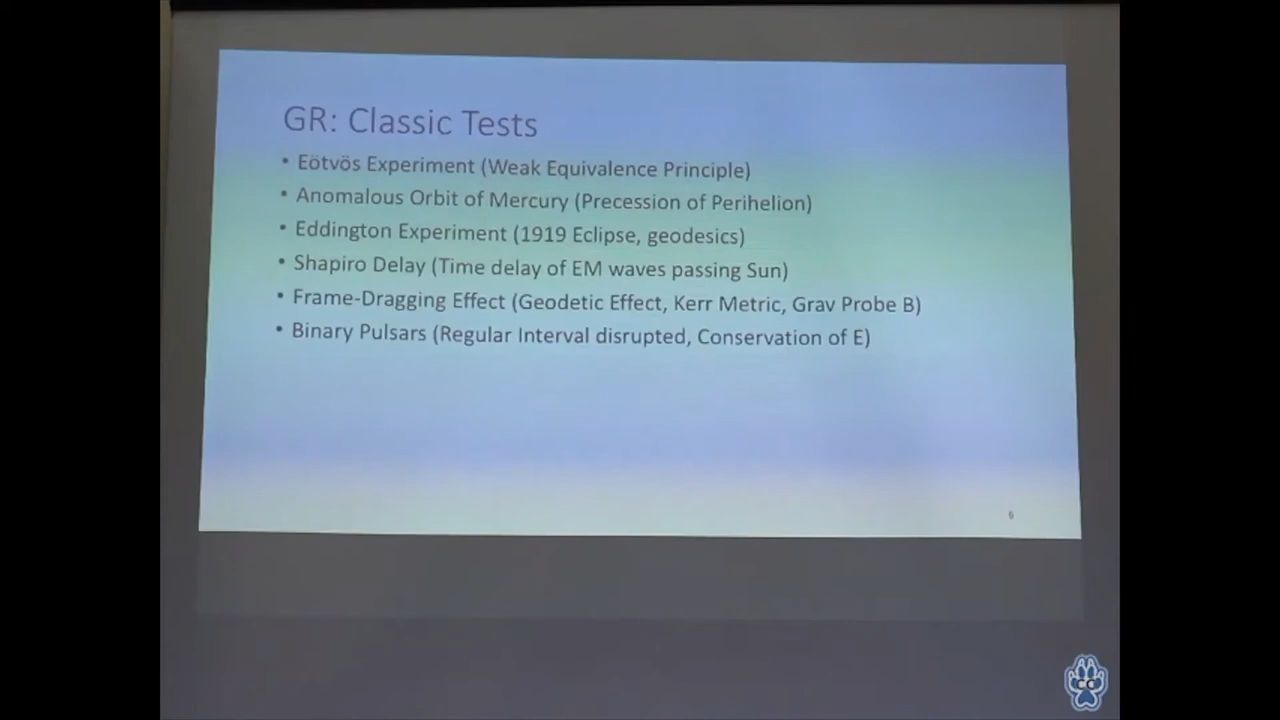 GR: Classic Tests
• Eötvös Experiment (Weak Equivalence Principle)
• Anomalous Orbit of Mercury (Precession of Perihelion)
• Eddington Experiment (1919 Eclipse, geodesics)
• Shapiro Delay (Time delay of EM waves passing Sun)
• Frame-Dragging Effect (Geodetic Effect, Kerr Metric, Grav Probe B)
• Binary Pulsars (Regular Interval disrupted, Conservation of E)
6
CC